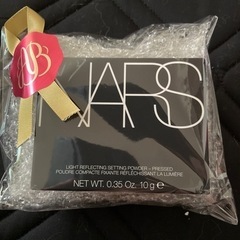 NARS
LIGHT REFLECTING SETTING POWDER - PRESSED
POUDRE COMPACTE FIXANTE RÉFLÉCHISSANT LA LUMIÈRE
NET WT. 0.35 Oz. 10 g ℮